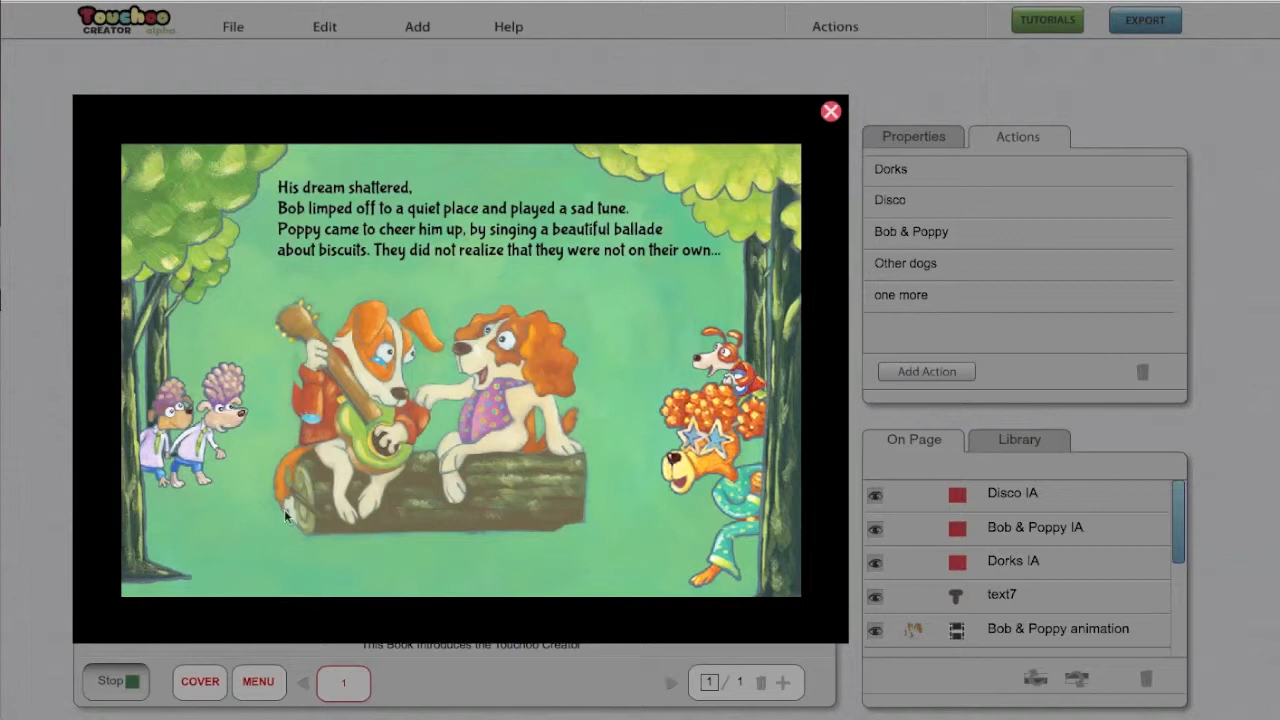 Touchoo
CREATOR alpha
File Edit Add Help Actions TUTORIALS EXPORT
His dream shattered,
Bob limped off to a quiet place and played a sad tune.
Poppy came to cheer him up, by singing a beautiful ballade
about biscuits. They did not realize that they were not on their own...
Properties Actions
Dorks
Disco
Bob & Poppy
Other dogs
one more
Add Action
On Page Library
Disco IA
Bob & Poppy IA
Dorks IA
text7
Bob & Poppy animation
This Book Introduces the Touchoo Creator
Stop COVER MENU 1 1 / 1